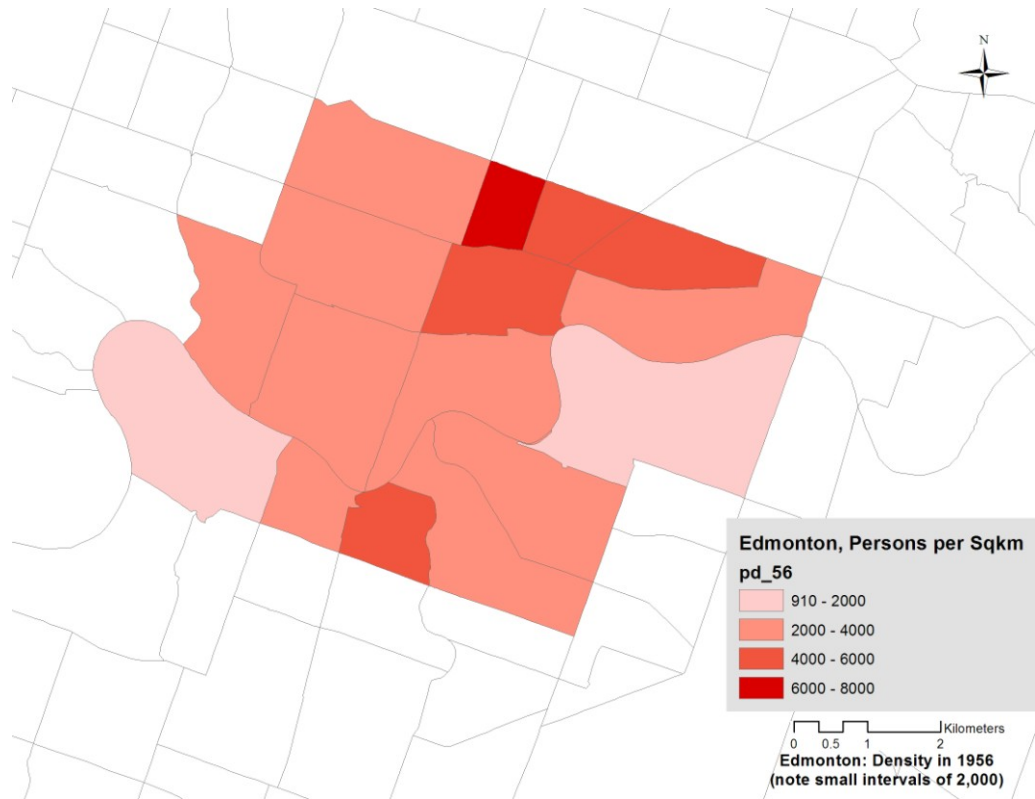 N
Edmonton, Persons per Sqkm
pd_56
910 - 2000
2000 - 4000
4000 - 6000
6000 - 8000
Kilometers
0 0.5 1 2
Edmonton: Density in 1956
(note small intervals of 2,000)